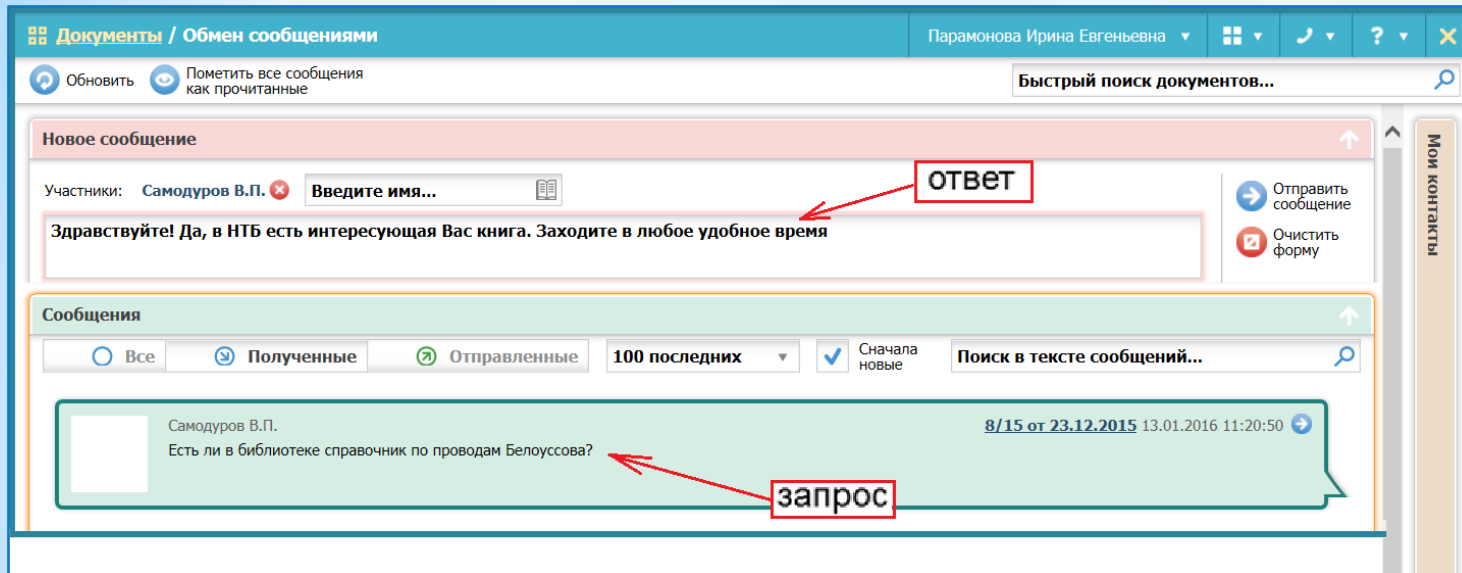 Документы / Обмен сообщениями
Парамонова Ирина Евгеньевна
?
Обновить
Пометить все сообщения
как прочитанные
Быстрый поиск документов...
Новое сообщение
Мои контакты
Участники: Самодуров В.П. Введите имя...
ответ
Отправить
сообщение
Здравствуйте! Да, в НТБ есть интересующая Вас книга. Заходите в любое удобное время
Очистить
форму
Сообщения
Все Полученные Отправленные 100 последних
Сначала
новые
Поиск в тексте сообщений...
Самодуров В.П.
8/15 от 23.12.2015 13.01.2016 11:20:50
Есть ли в библиотеке справочник по проводам Белоуссова?
запрос